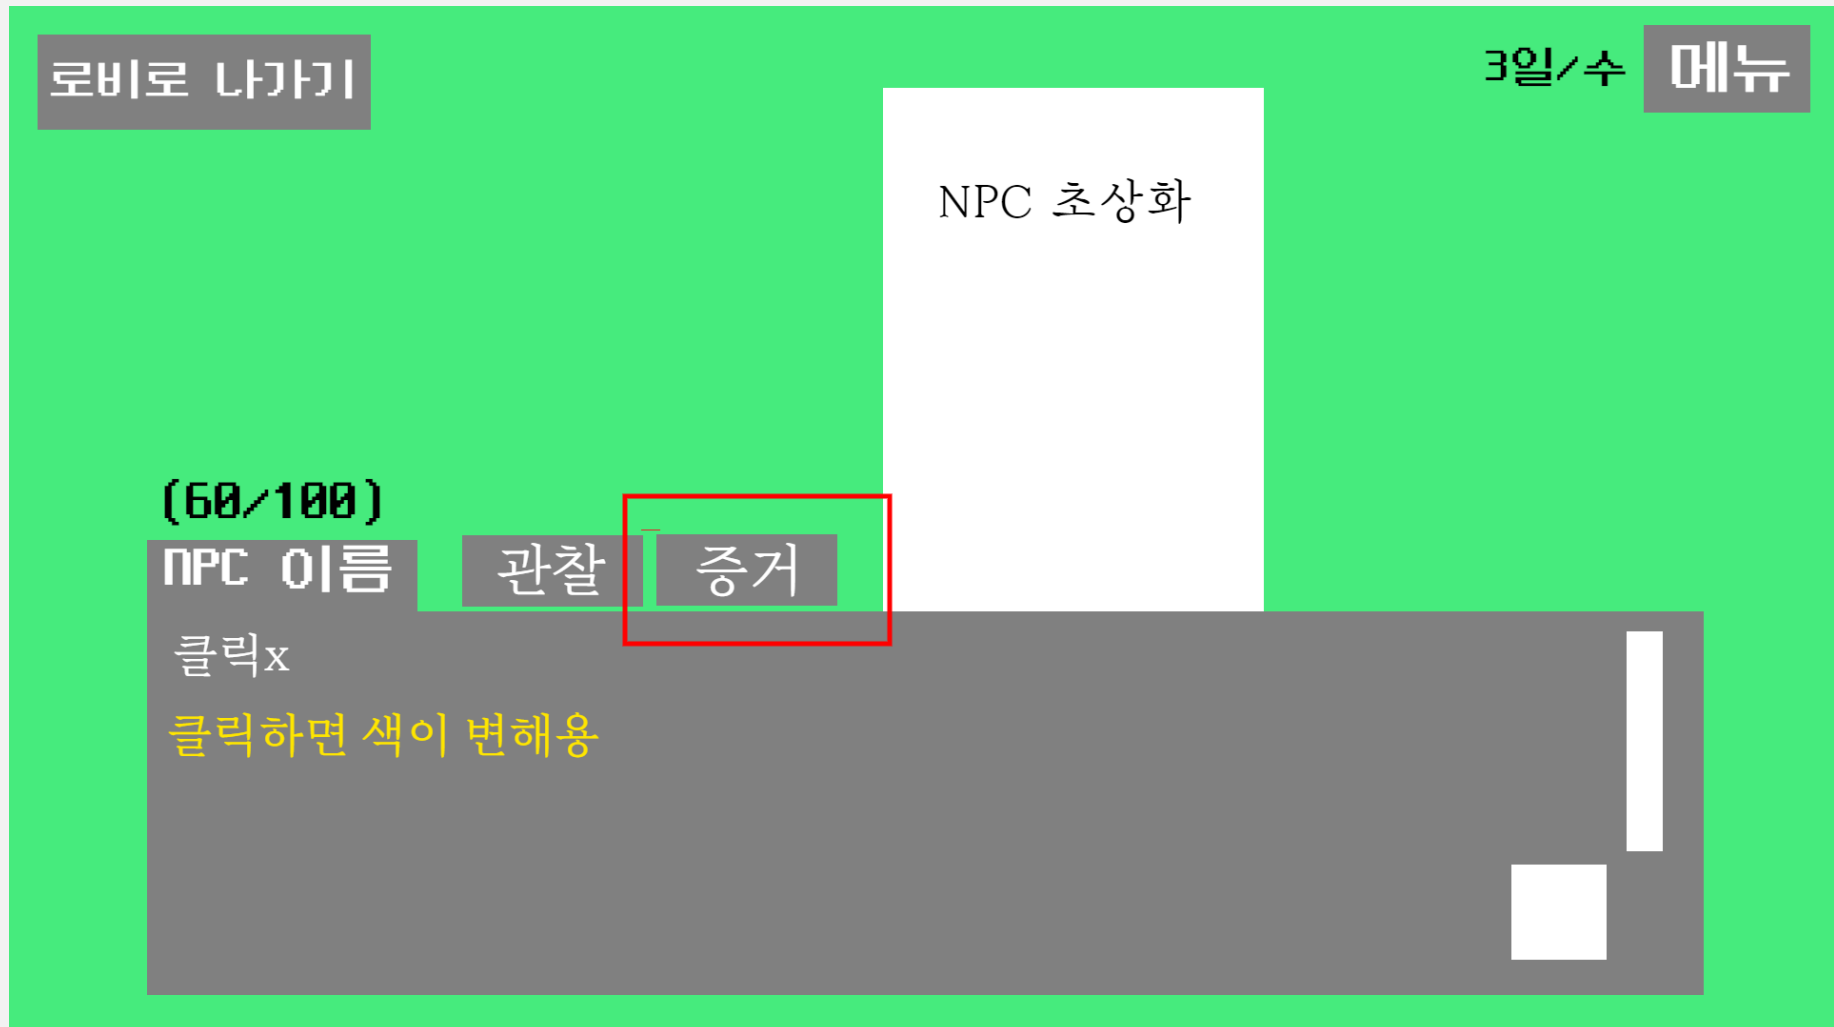 로비로 나가기
3일/수
메뉴
NPC 초상화
(60/100)
NPC 이름
관찰
증거
클릭x
클릭하면 색이 변해용